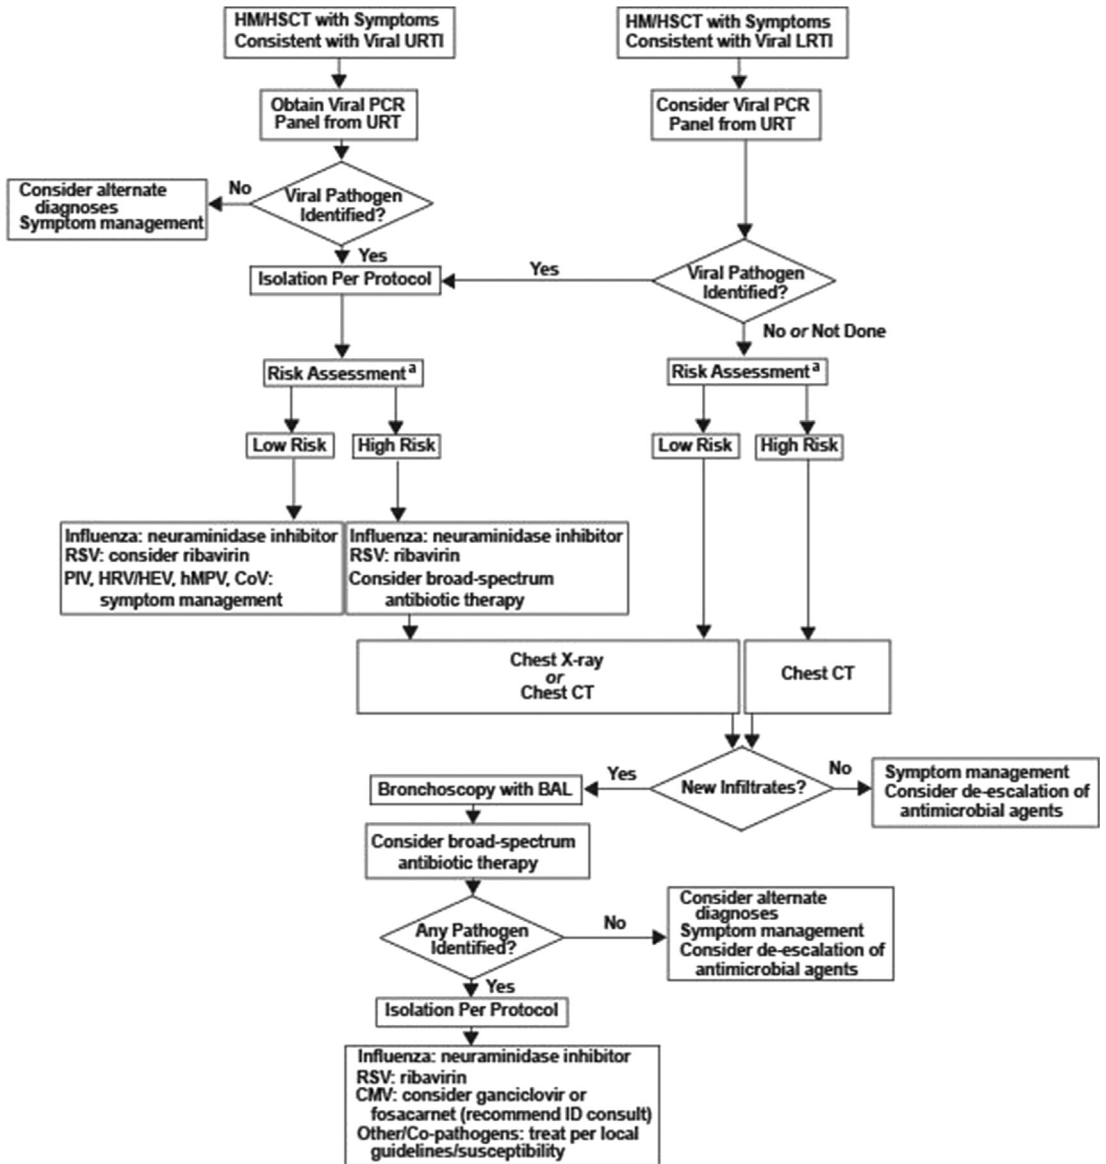 HM/HSCT with Symptoms
Consistent with Viral URTI
HM/HSCT with Symptoms
Consistent with Viral LRTI
Obtain Viral PCR
Panel from URT
Consider Viral PCR
Panel from URT
Consider alternate
diagnoses
Symptom management
No
Viral Pathogen
Identified?
Yes
Isolation Per Protocol
Yes
Viral Pathogen
Identified?
No or Not Done
Risk Assessment a
Risk Assessment a
Low Risk
High Risk
Low Risk
High Risk
Influenza: neuraminidase inhibitor
RSV: consider ribavirin
PIV, HRV/HEV, hMPV, CoV:
symptom management
Influenza: neuraminidase inhibitor
RSV: ribavirin
Consider broad-spectrum
antibiotic therapy
Chest X-ray
or
Chest CT
Chest CT
New Infiltrates?
Yes
No
Bronchoscopy with BAL
Symptom management
Consider de-escalation of
antimicrobial agents
Consider broad-spectrum
antibiotic therapy
Any Pathogen
Identified?
No
Consider alternate
diagnoses
Symptom management
Consider de-escalation of
antimicrobial agents
Yes
Isolation Per Protocol
Influenza: neuraminidase inhibitor
RSV: ribavirin
CMV: consider ganciclovir or
fosacarnet (recommend ID consult)
Other/Co-pathogens: treat per local
guidelines/susceptibility